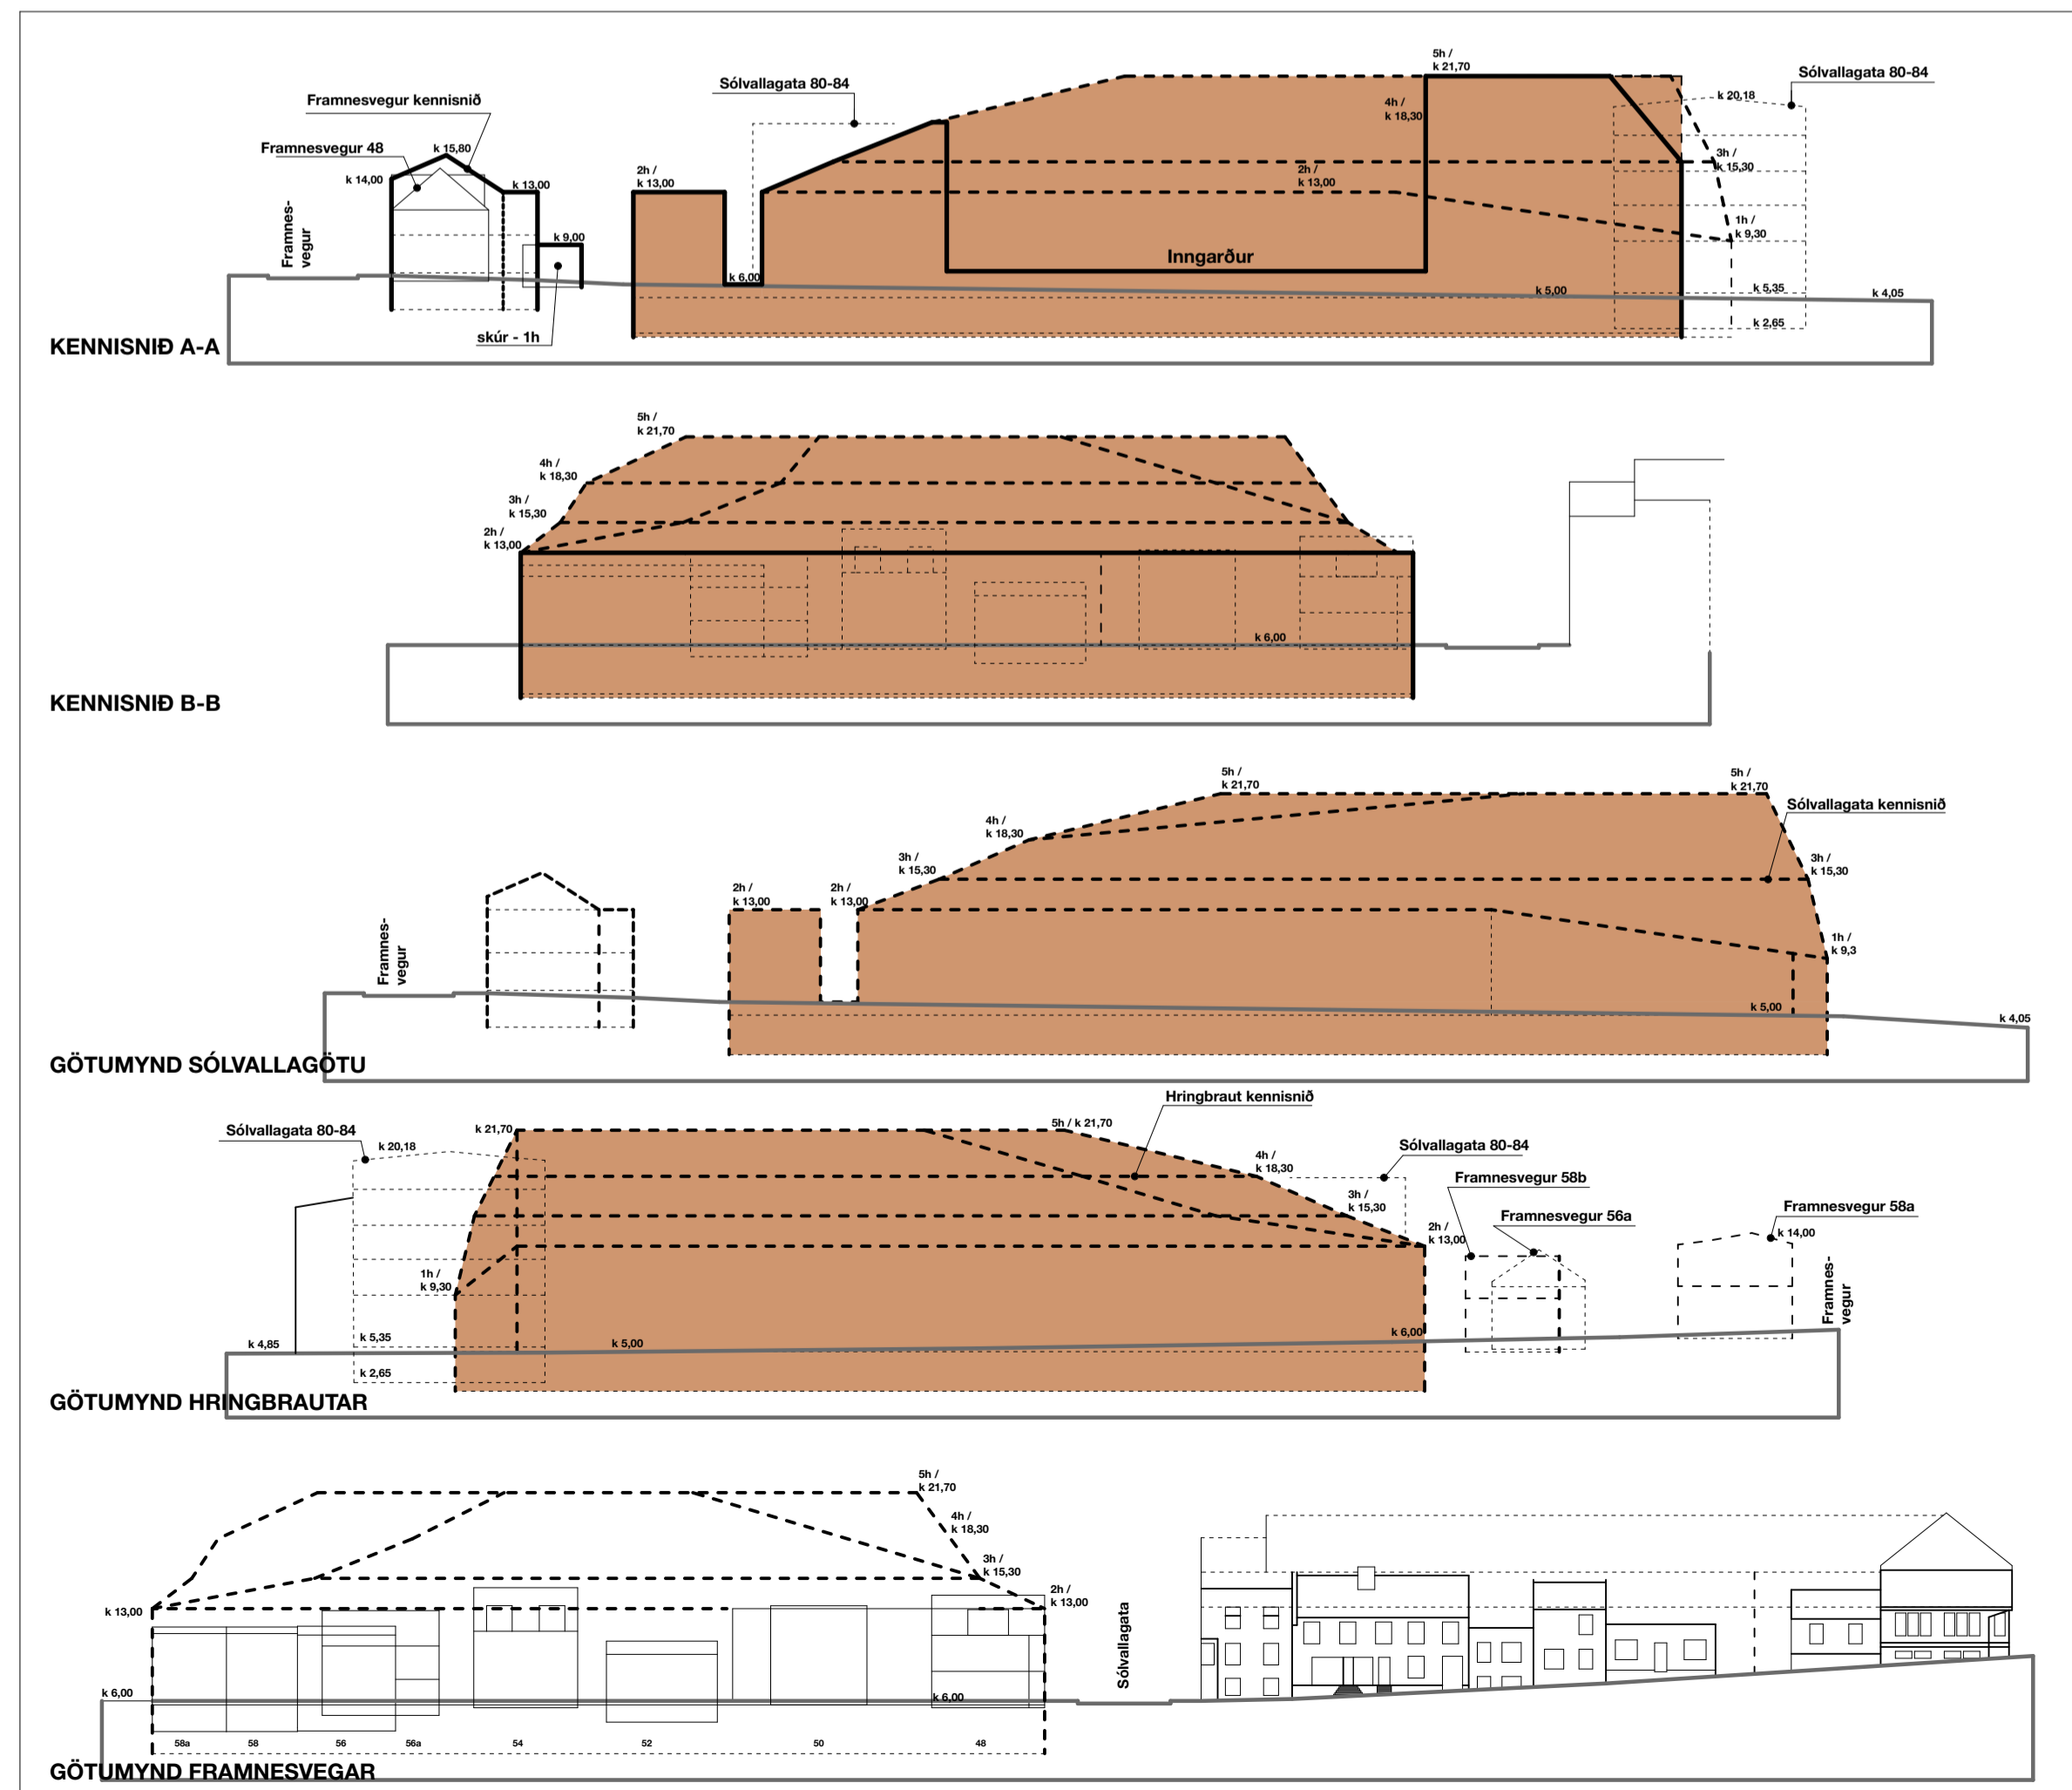 Framnesvegur kennisnið
Framnesvegur 48
k 15,80
k 14,00
k 13,00
k 9,00
Framnes-
vegur
skúr - 1h
Sólvallagata 80-84
2h /
k 13,00
k 6,00
5h /
k 21,70
4h /
k 18,30
2h /
k 13,00
Inngarður
k 5,00
Sólvallagata 80-84
k 20,18
3h /
k 15,30
1h /
k 9,30
k 5,35
k 4,05
k 2,65
KENNISNIÐ A-A
5h /
k 21,70
4h /
k 18,30
3h /
k 15,30
2h /
k 13,00
k 6,00
KENNISNIÐ B-B
5h /
k 21,70
5h /
k 21,70
Sólvallagata kennisnið
4h /
k 18,30
3h /
k 15,30
3h /
k 15,30
2h /
k 13,00
2h /
k 13,00
Framnes-
vegur
1h /
k 9,3
k 5,00
k 4,05
GÖTUMYND SÓLVALLAGÖTU
Hringbraut kennisnið
Sólvallagata 80-84
k 20,18
k 21,70
5h / k 21,70
4h /
k 18,30
Sólvallagata 80-84
Framnesvegur 58b
3h /
k 15,30
Framnesvegur 56a
Framnesvegur 58a
2h /
k 13,00
k 14,00
Framnes-
vegur
1h /
k 9,30
k 4,85
k 5,35
k 5,00
k 6,00
k 2,65
GÖTUMYND HRINGBRAUTAR
5h /
k 21,70
4h /
k 18,30
3h /
k 15,30
2h /
k 13,00
k 13,00
Sólvallagata
k 6,00
k 6,00
58a
58
56
56a
54
52
50
48
GÖTUMYND FRAMNESVEGAR